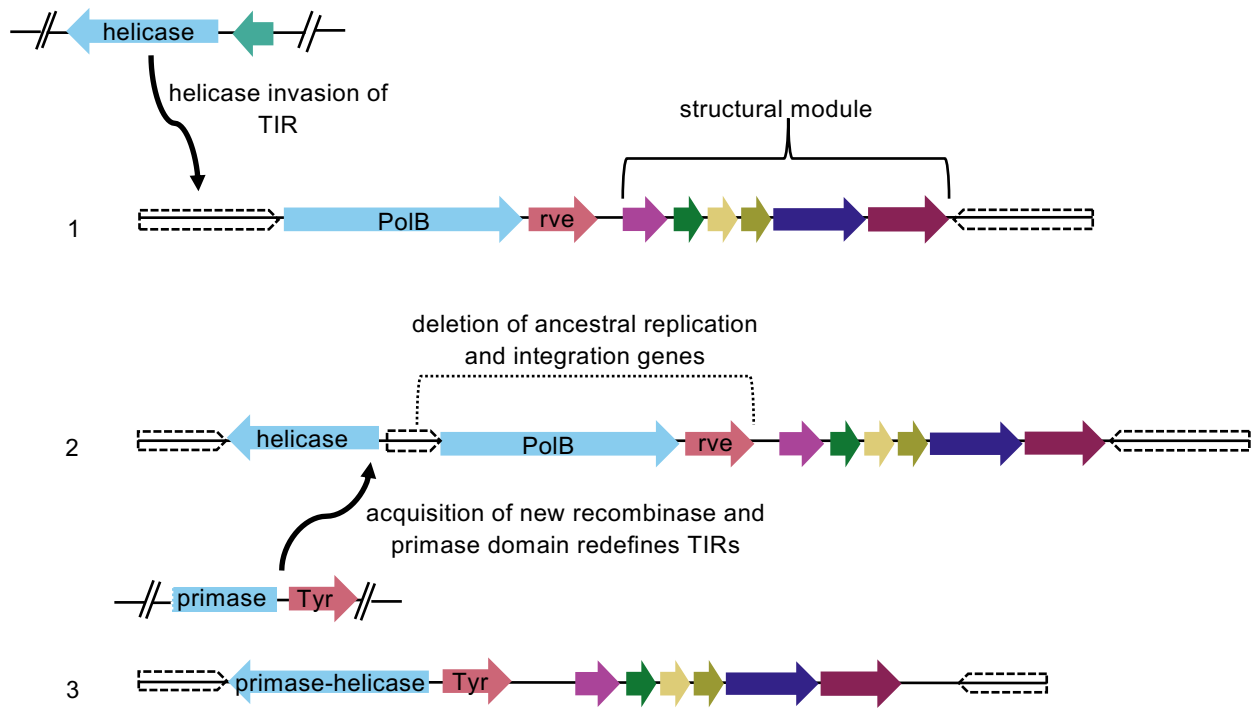 helicase
helicase invasion of
TIR
structural module
1
PolB
rve
deletion of ancestral replication
and integration genes
2
helicase
PolB
rve
acquisition of new recombinase and
primase domain redefines TIRs
primase
Tyr
3
primase-helicase
Tyr